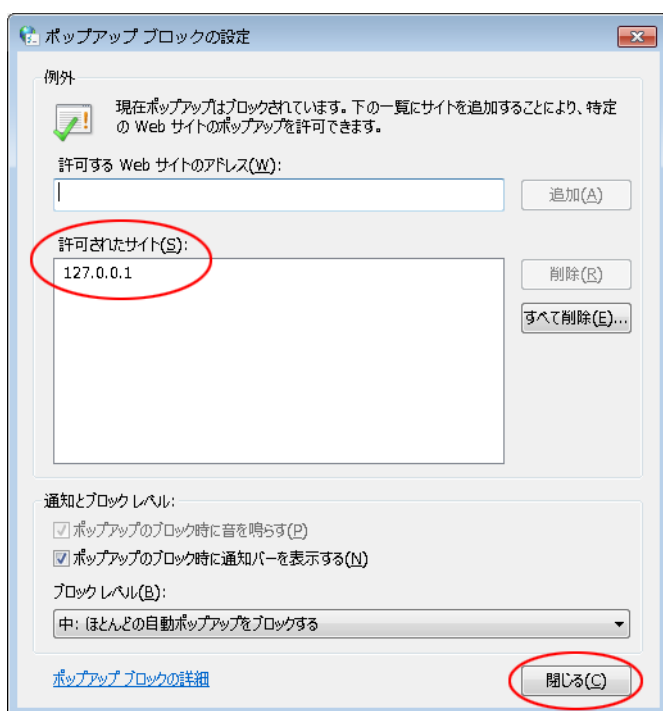 ポップアップ ブロックの設定
例外
現在ポップアップはブロックされています。下の一覧にサイトを追加することにより、特定
の Web サイトのポップアップを許可できます。
許可する Web サイトのアドレス(W):
追加(A)
許可されたサイト(S):
127.0.0.1
削除(R)
すべて削除(E)...
通知とブロック レベル:
ポップアップのブロック時に音を鳴らす(P)
ポップアップのブロック時に通知バーを表示する(N)
ブロック レベル(B):
中: ほとんどの自動ポップアップをブロックする
ポップアップ ブロックの詳細
閉じる(C)